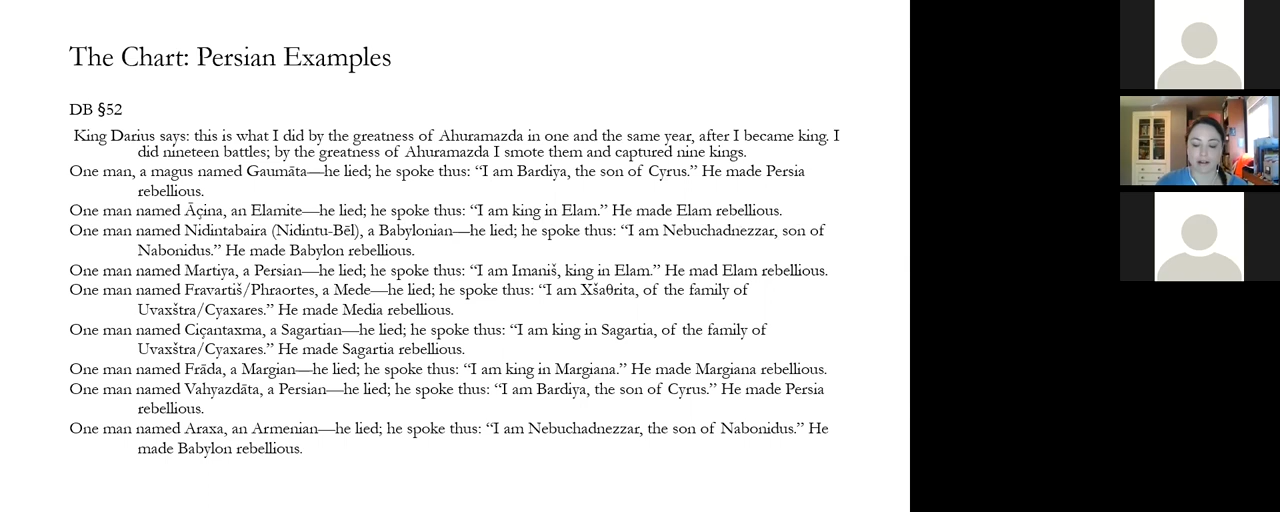 The Chart: Persian Examples
DB §52
King Darius says: this is what I did by the greatness of Ahuramazda in one and the same year, after I became king. I
did nineteen battles; by the greatness of Ahuramazda I smote them and captured nine kings.
One man, a magus named Gaumāta—he lied; he spoke thus: “I am Bardiya, the son of Cyrus.” He made Persia
rebellious.
One man named Āçina, an Elamite—he lied; he spoke thus: “I am king in Elam.” He made Elam rebellious.
One man named Nidintabaira (Nidintu-Bēl), a Babylonian—he lied; he spoke thus: “I am Nebuchadnezzar, son of
Nabonidus.” He made Babylon rebellious.
One man named Martiya, a Persian—he lied; he spoke thus: “I am Imaniš, king in Elam.” He mad Elam rebellious.
One man named Fravartiš/Phraortes, a Mede—he lied; he spoke thus: “I am Xšaθrita, of the family of
Uvaxštra/Cyaxares.” He made Media rebellious.
One man named Ciçantaxma, a Sagartian—he lied; he spoke thus: “I am king in Sagartia, of the family of
Uvaxštra/Cyaxares.” He made Sagartia rebellious.
One man named Frāda, a Margian—he lied; he spoke thus: “I am king in Margiana.” He made Margiana rebellious.
One man named Vahyazdāta, a Persian—he lied; he spoke thus: “I am Bardiya, the son of Cyrus.” He made Persia
rebellious.
One man named Araxa, an Armenian—he lied; he spoke thus: “I am Nebuchadnezzar, the son of Nabonidus.” He
made Babylon rebellious.